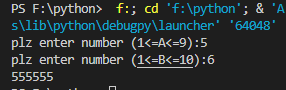 PS F:\python>  f:; cd 'f:\python'; & 'A
s\lib\python\debugpy\launcher' '64048'
plz enter number (1<=A<=9):5
plz enter number (1<=B<=10):6
555555